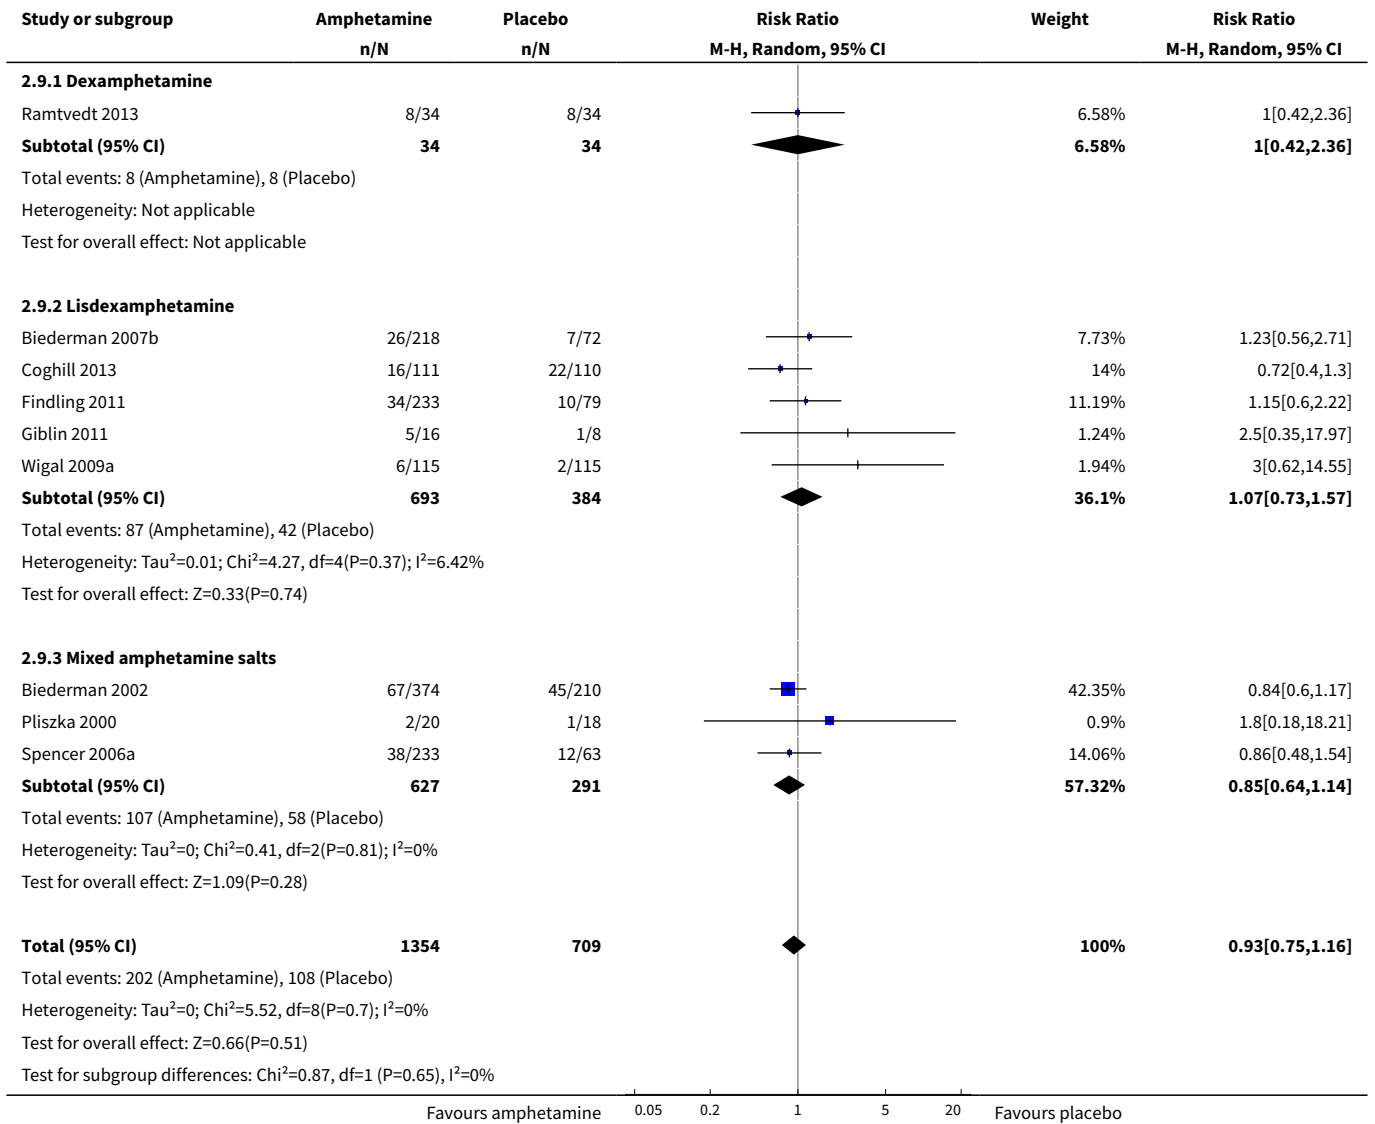 Study or subgroup Amphetamine Placebo Risk Ratio Weight Risk Ratio
n/N n/N M-H, Random, 95% CI M-H, Random, 95% CI
2.9.1 Dexamphetamine
Ramtvedt 2013 8/34 8/34 6.58% 1[0.42,2.36]
Subtotal (95% CI) 34 34 6.58% 1[0.42,2.36]
Total events: 8 (Amphetamine), 8 (Placebo)
Heterogeneity: Not applicable
Test for overall effect: Not applicable
2.9.2 Lisdexamphetamine
Biederman 2007b 26/218 7/72 7.73% 1.23[0.56,2.71]
Coghill 2013 16/111 22/110 14% 0.72[0.4,1.3]
Findling 2011 34/233 10/79 11.19% 1.15[0.6,2.22]
Giblin 2011 5/16 1/8 1.24% 2.5[0.35,17.97]
Wigal 2009a 6/115 2/115 1.94% 3[0.62,14.55]
Subtotal (95% CI) 693 384 36.1% 1.07[0.73,1.57]
Total events: 87 (Amphetamine), 42 (Placebo)
Heterogeneity: Tau²=0.01; Chi²=4.27, df=4(P=0.37); I²=6.42%
Test for overall effect: Z=0.33(P=0.74)
2.9.3 Mixed amphetamine salts
Biederman 2002 67/374 45/210 42.35% 0.84[0.6,1.17]
Pliszka 2000 2/20 1/18 0.9% 1.8[0.18,18.21]
Spencer 2006a 38/233 12/63 14.06% 0.86[0.48,1.54]
Subtotal (95% CI) 627 291 57.32% 0.85[0.64,1.14]
Total events: 107 (Amphetamine), 58 (Placebo)
Heterogeneity: Tau²=0; Chi²=0.41, df=2(P=0.81); I²=0%
Test for overall effect: Z=1.09(P=0.28)
Total (95% CI) 1354 709 100% 0.93[0.75,1.16]
Total events: 202 (Amphetamine), 108 (Placebo)
Heterogeneity: Tau²=0; Chi²=5.52, df=8(P=0.7); I²=0%
Test for overall effect: Z=0.66(P=0.51)
Test for subgroup differences: Chi²=0.87, df=1 (P=0.65), I²=0%
Favours amphetamine 0.05 0.2 1 5 20 Favours placebo